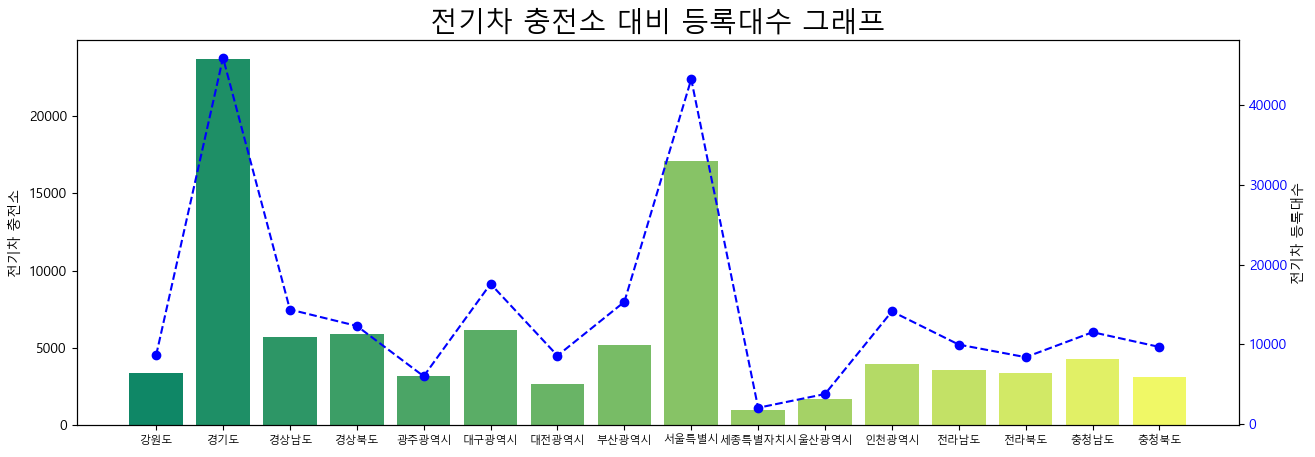 전기차 충전소 대비 등록대수 그래프
전기차 충전소
20000
15000
10000
5000
0
40000
30000
20000
10000
0
전기차 등록대수
강원도 경기도 경상남도 경상북도 광주광역시 대구광역시 대전광역시 부산광역시 서울특별시 세종특별자치시 울산광역시 인천광역시 전라남도 전라북도 충청남도 충청북도